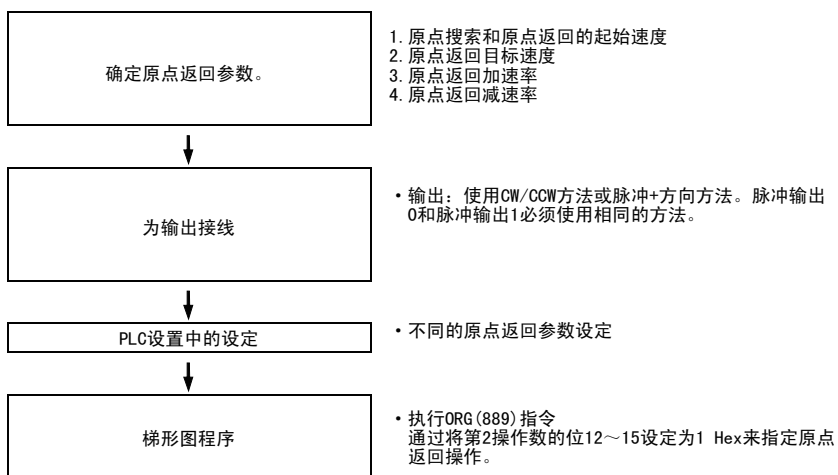 确定原点返回参数。
1. 原点搜索和原点返回的起始速度
2. 原点返回目标速度
3. 原点返回加速率
4. 原点返回减速率
为输出接线
・输出：使用CW/CCW方法或脉冲+方向方法。脉冲输出
0和脉冲输出1必须使用相同的方法。
PLC设置中的设定
・不同的原点返回参数设定
梯形图程序
・执行ORG(889)指令
通过将第2操作数的位12～15设定为1 Hex来指定原点
返回操作。